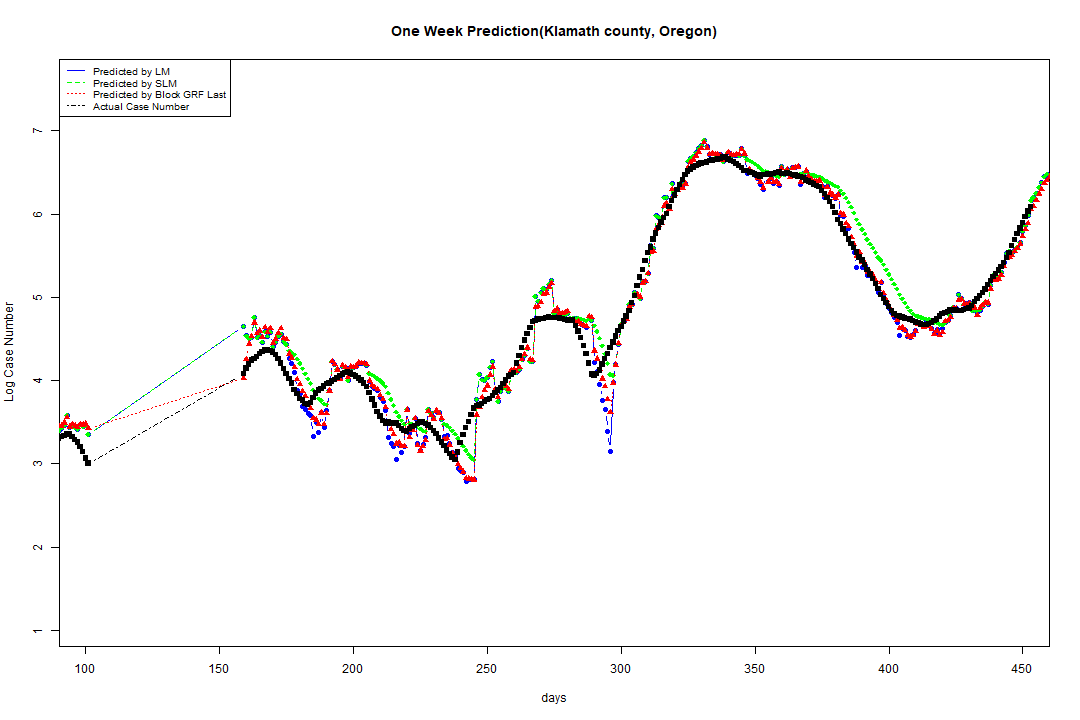 One Week Prediction(Klamath county, Oregon)
Predicted by LM
Predicted by SLM
Predicted by Block GRF Last
Actual Case Number
7
6
5
4
3
2
1
Log Case Number
100 150 200 250 300 350 400 450
days